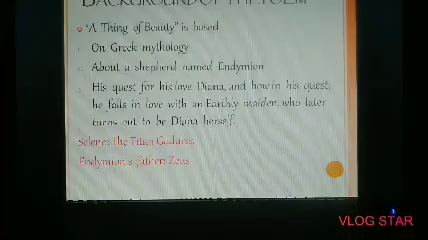 BACKGROUND OF THE POEM
"A Thing of Beauty" is based
On Greek mythology
About a shepherd named Endymion
His quest for his love Diana, and how in his quest,
he falls in love with an Earthly maiden, who later
turns out to be Diana herself.
Selene: The Titan Goddess
Endymion's father: Zeus
VLOG STAR